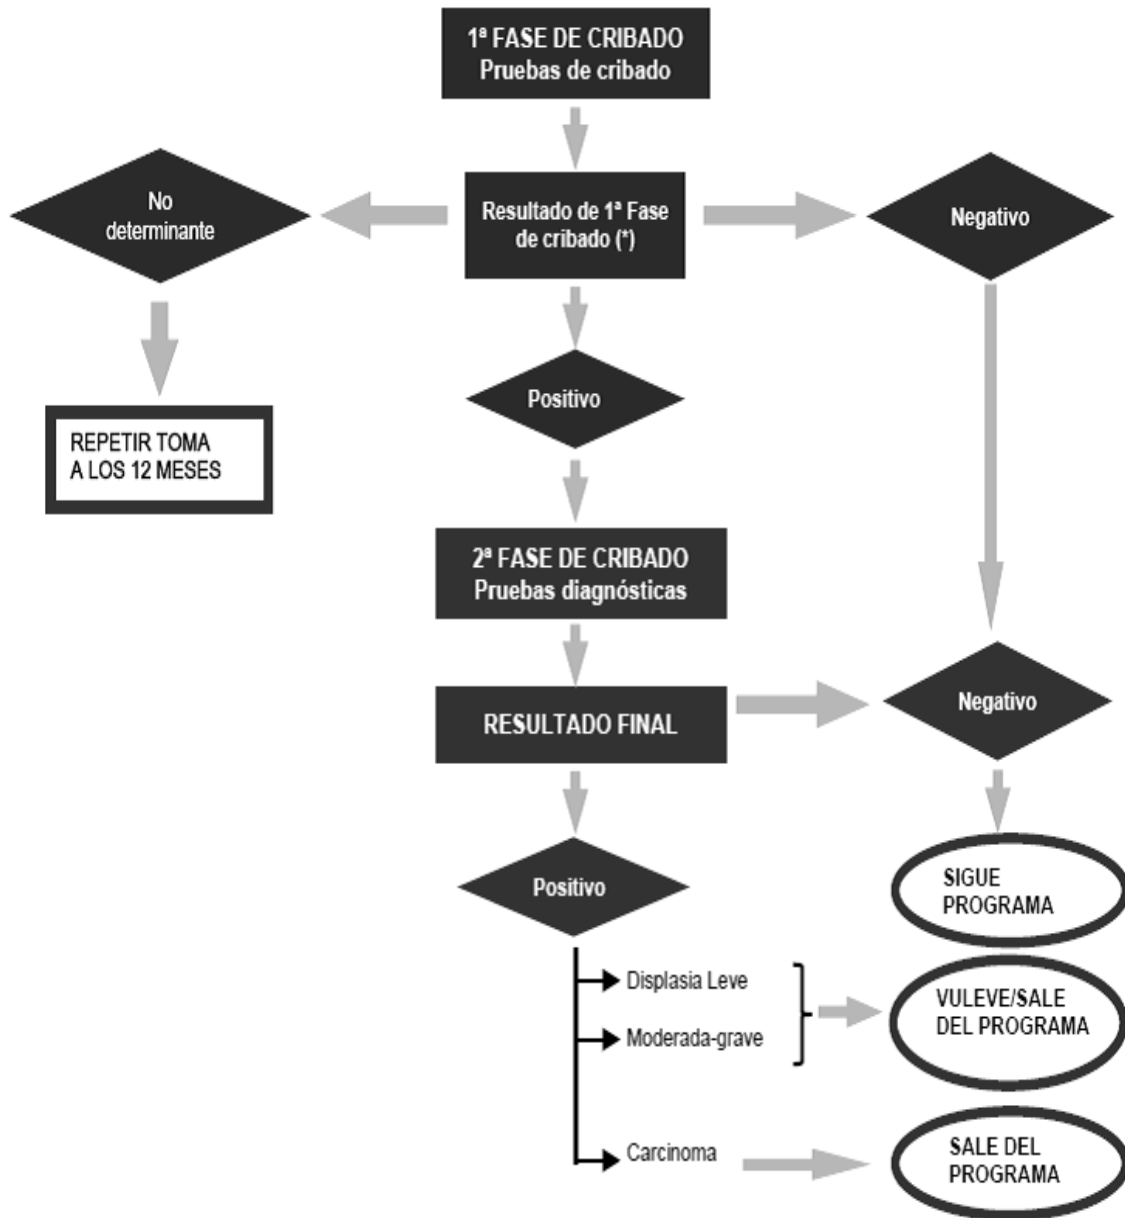 1ª FASE DE CRIBADO
Pruebas de cribado
No
determinante
Resultado de 1ª Fase
de cribado (*)
Negativo
Positivo
REPETIR TOMA
A LOS 12 MESES
2ª FASE DE CRIBADO
Pruebas diagnósticas
RESULTADO FINAL
Negativo
Positivo
SIGUE
PROGRAMA
Displasia Leve
Moderada-grave
VULEVE/SALE
DEL PROGRAMA
Carcinoma
SALE DEL
PROGRAMA